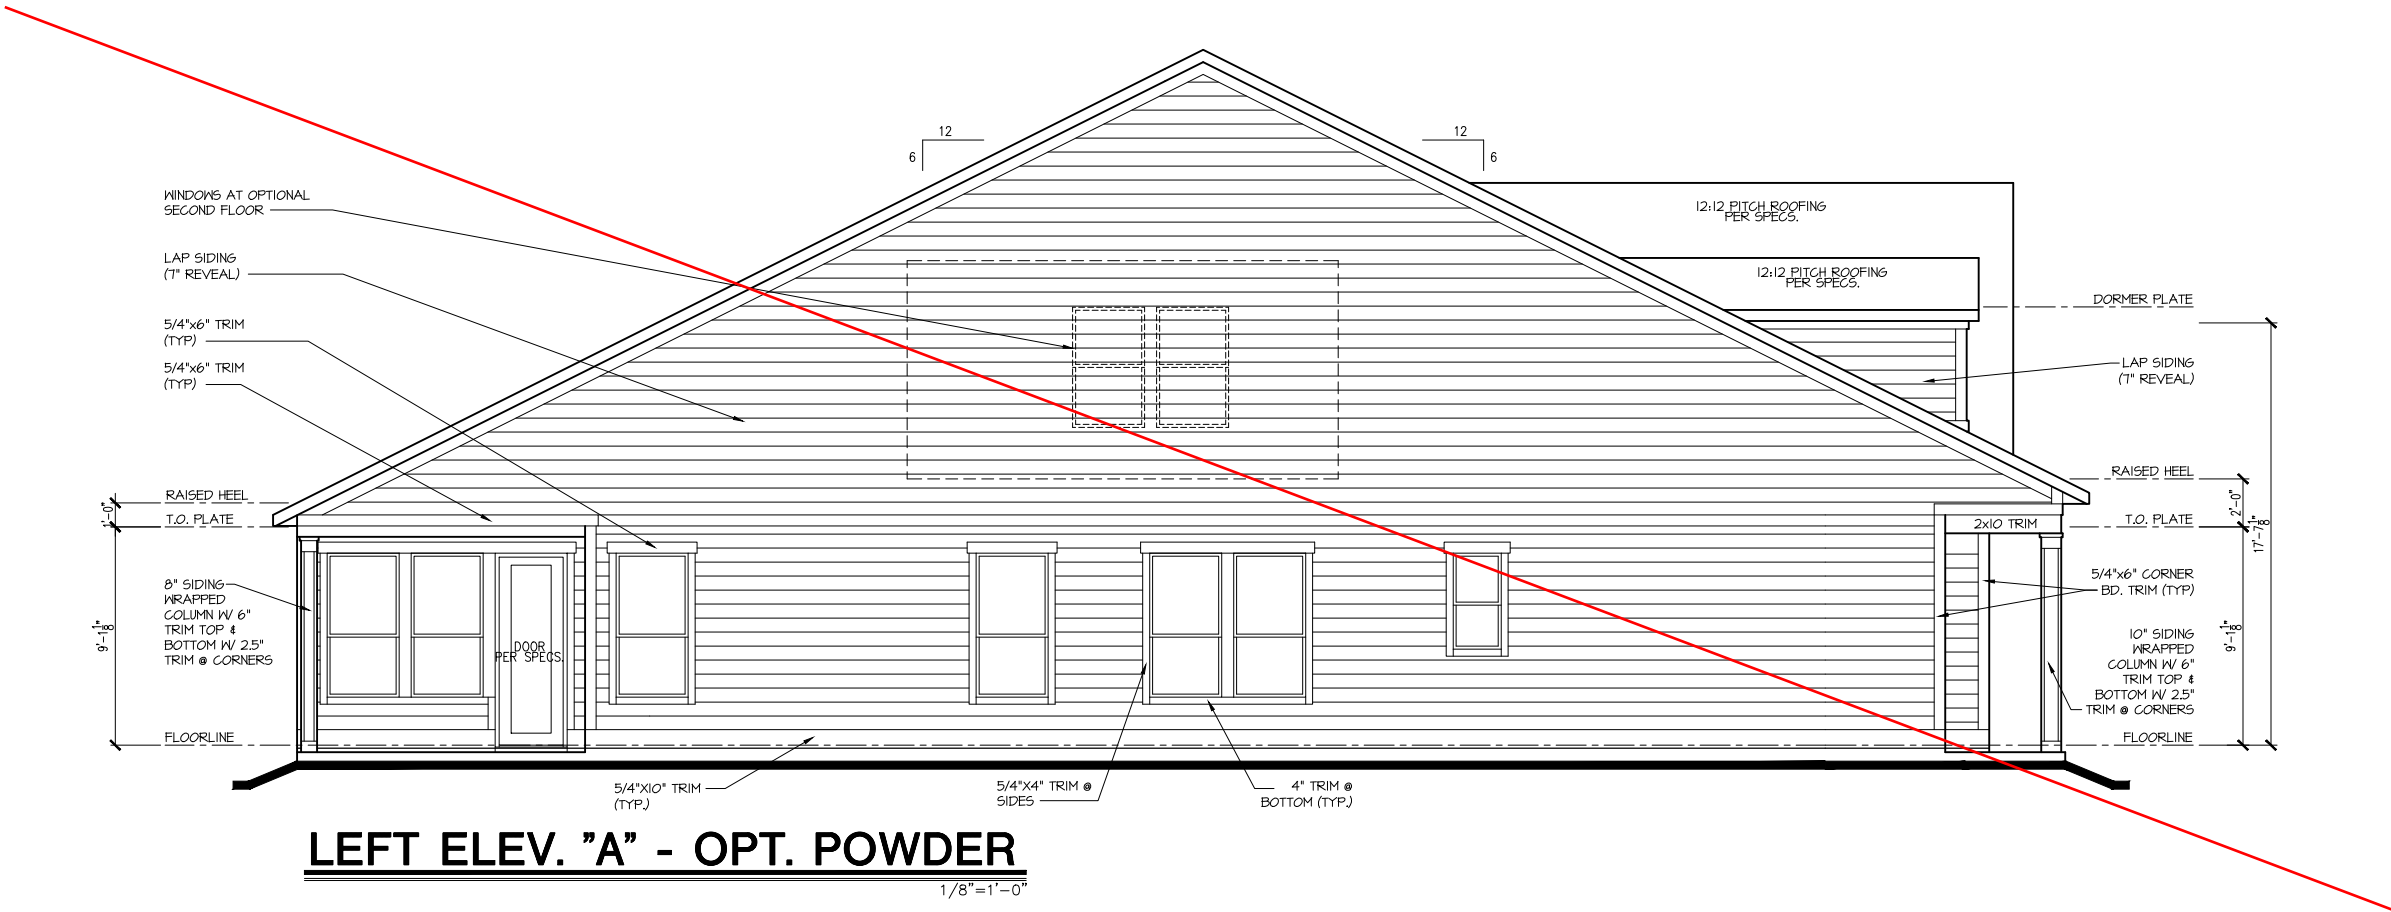 12
6
12
6
WINDOWS AT OPTIONAL
SECOND FLOOR
12:12 PITCH ROOFING
PER SPECS.
LAP SIDING
(7" REVEAL)
12:12 PITCH ROOFING
PER SPECS.
DORMER PLATE
5/4"x6" TRIM
(TYP)
5/4"x6" TRIM
(TYP)
LAP SIDING
(7" REVEAL)
RAISED HEEL
1'-0"
T.O. PLATE
RAISED HEEL
2'-0"
T.O. PLATE
17'-7 1/8"
2x10 TRIM
8" SIDING
WRAPPED
COLUMN W/ 6"
TRIM TOP &
BOTTOM W/ 2.5"
TRIM @ CORNERS
9'-1 1/8"
DOOR
PER SPECS.
5/4"x6" CORNER
BD. TRIM (TYP)
9'-1 1/8"
10" SIDING
WRAPPED
COLUMN W/ 6"
TRIM TOP &
BOTTOM W/ 2.5"
TRIM @ CORNERS
FLOORLINE
FLOORLINE
5/4"X10" TRIM
(TYP.)
5/4"X4" TRIM @
SIDES
4" TRIM @
BOTTOM (TYP.)
LEFT ELEV. "A" - OPT. POWDER
1/8"=1'-0"